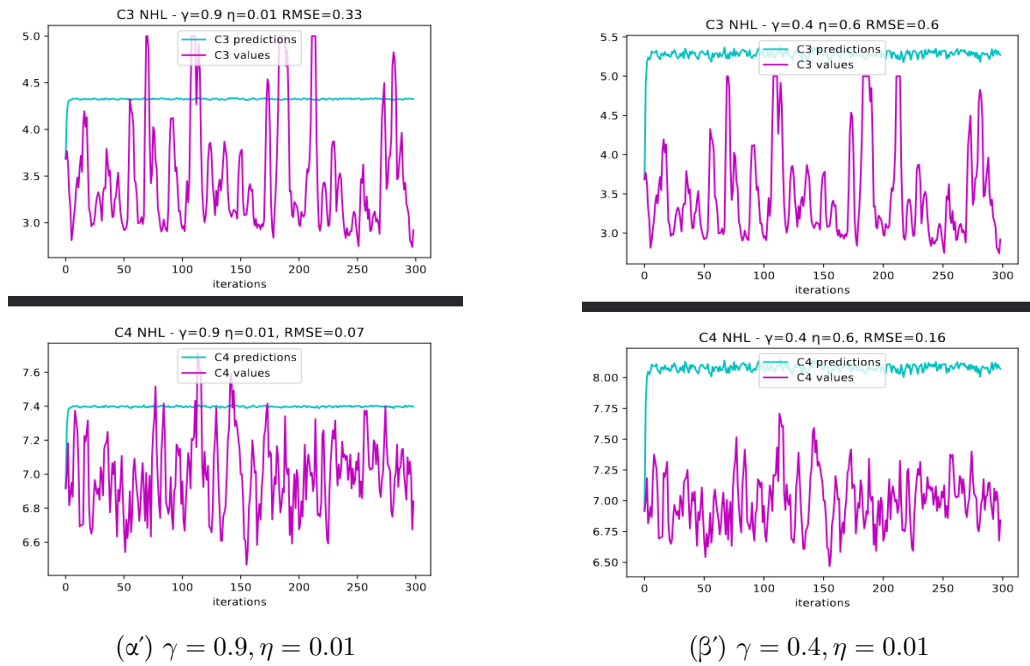 C3 NHL - γ=0.9 η=0.01 RMSE=0.33
C3 predictions
C3 values
5.0
4.5
4.0
3.5
3.0
0 50 100 150 200 250 300
iterations
C3 NHL - γ=0.4 η=0.6 RMSE=0.6
C3 predictions
C3 values
5.5
5.0
4.5
4.0
3.5
3.0
0 50 100 150 200 250 300
iterations
C4 NHL - γ=0.9 η=0.01, RMSE=0.07
C4 predictions
C4 values
7.6
7.4
7.2
7.0
6.8
6.6
0 50 100 150 200 250 300
iterations
C4 NHL - γ=0.4 η=0.6, RMSE=0.16
C4 predictions
C4 values
8.00
7.75
7.50
7.25
7.00
6.75
6.50
0 50 100 150 200 250 300
iterations
(αʹ) γ = 0.9, η = 0.01
(βʹ) γ = 0.4, η = 0.01